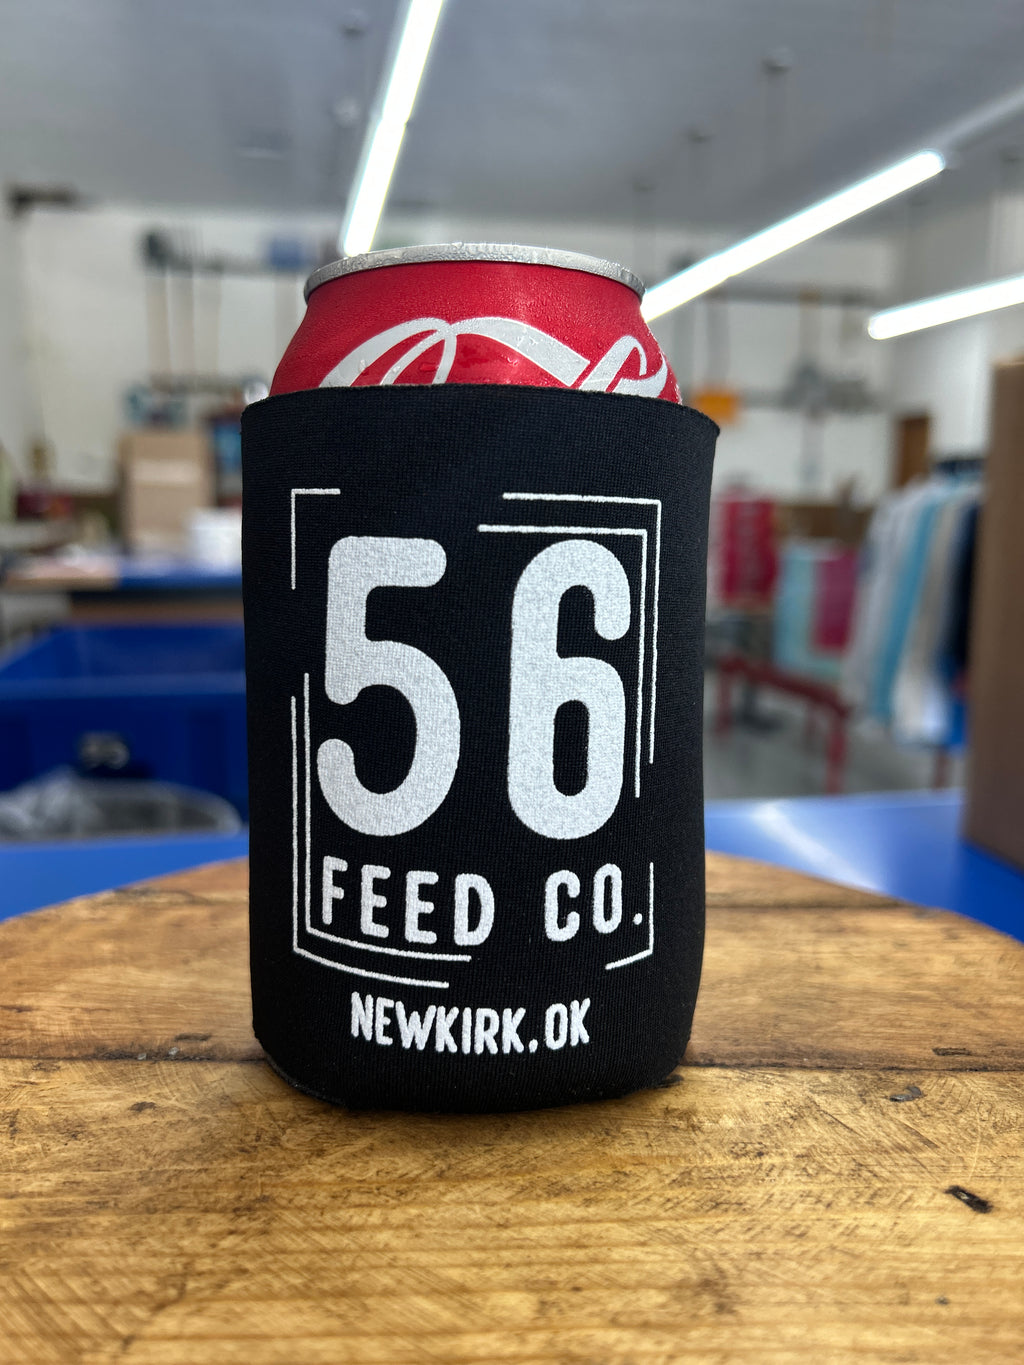 56
FEED CO.
NEWKIRK, OK